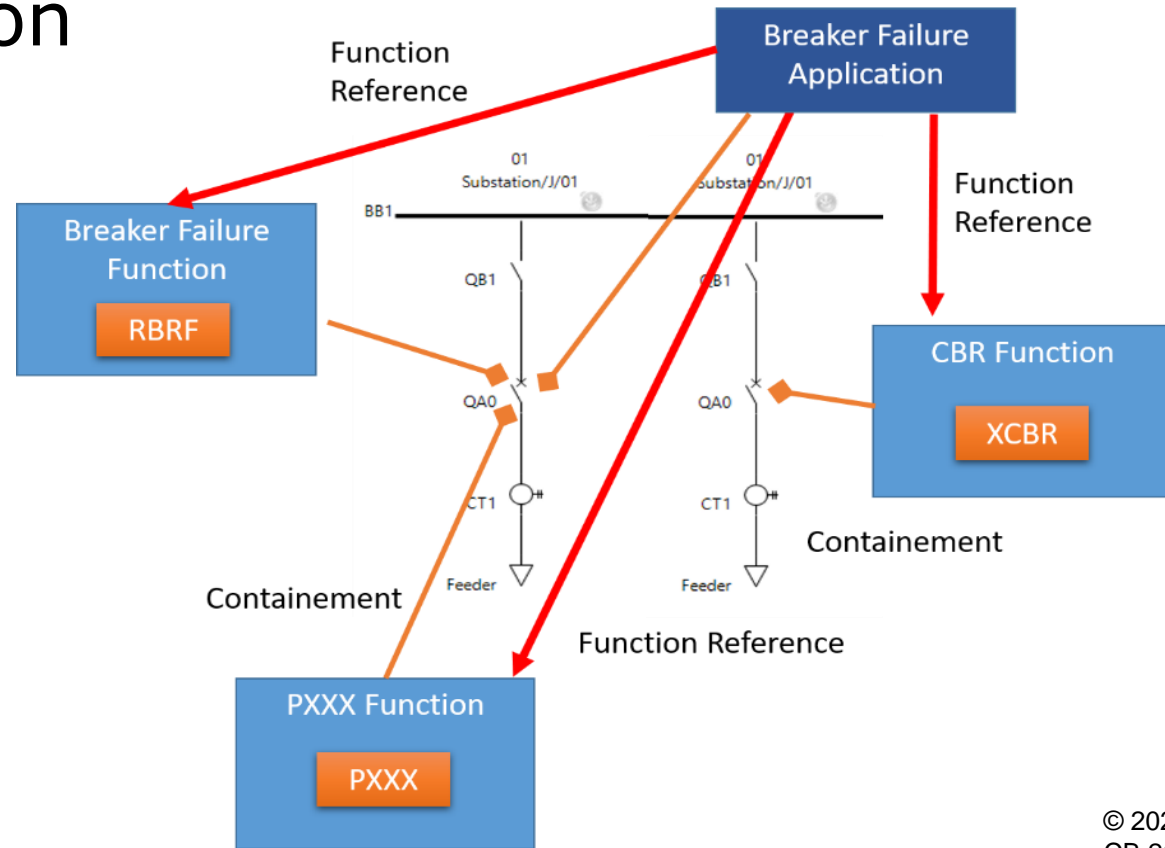 on
Breaker Failure
Application
Function
Reference
01
Substation/J/01
01
Substation/J/01
Function
Reference
BB1
Breaker Failure
Function
RBRF
QB1
QB1
CBR Function
XCBR
QA0
QA0
CT1
CT1
Containement
Feeder
Feeder
Containement
Function Reference
PXXX Function
PXXX
© 202